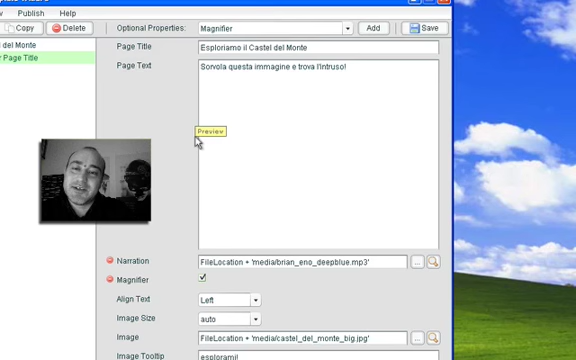 Publish Help
Copy Delete Optional Properties: Magnifier Add Save
del Monte Page Title Esploriamo il Castel del Monte
Page Title Page Text Sorvola questa immagine e trova l'intruso!
Preview
Narration FileLocation + 'media/brian_eno_deepblue.mp3' ...
Magnifier
Align Text Left
Image Size auto
Image FileLocation + 'media/castel_del_monte_big.jpg' ...
Image Tooltip esplorami!